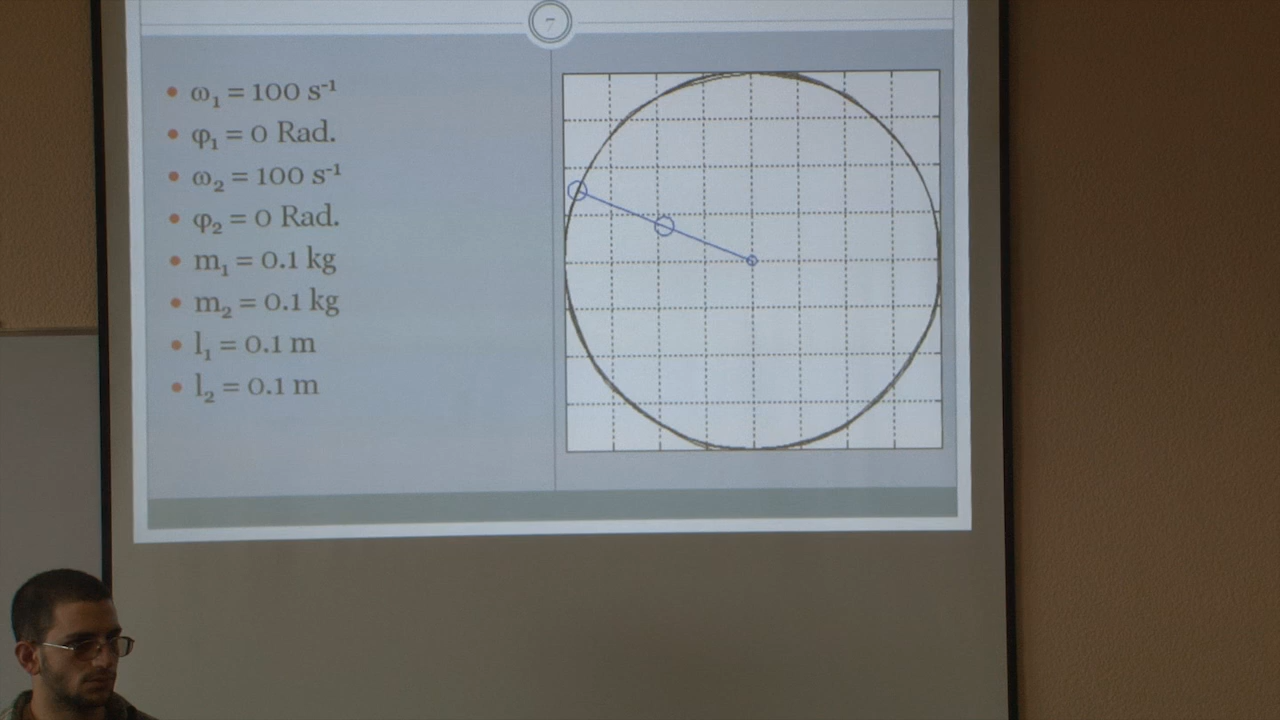 7
ω₁ = 100 s⁻¹
φ₁ = 0 Rad.
ω₂ = 100 s⁻¹
φ₂ = 0 Rad.
m₁ = 0.1 kg
m₂ = 0.1 kg
l₁ = 0.1 m
l₂ = 0.1 m